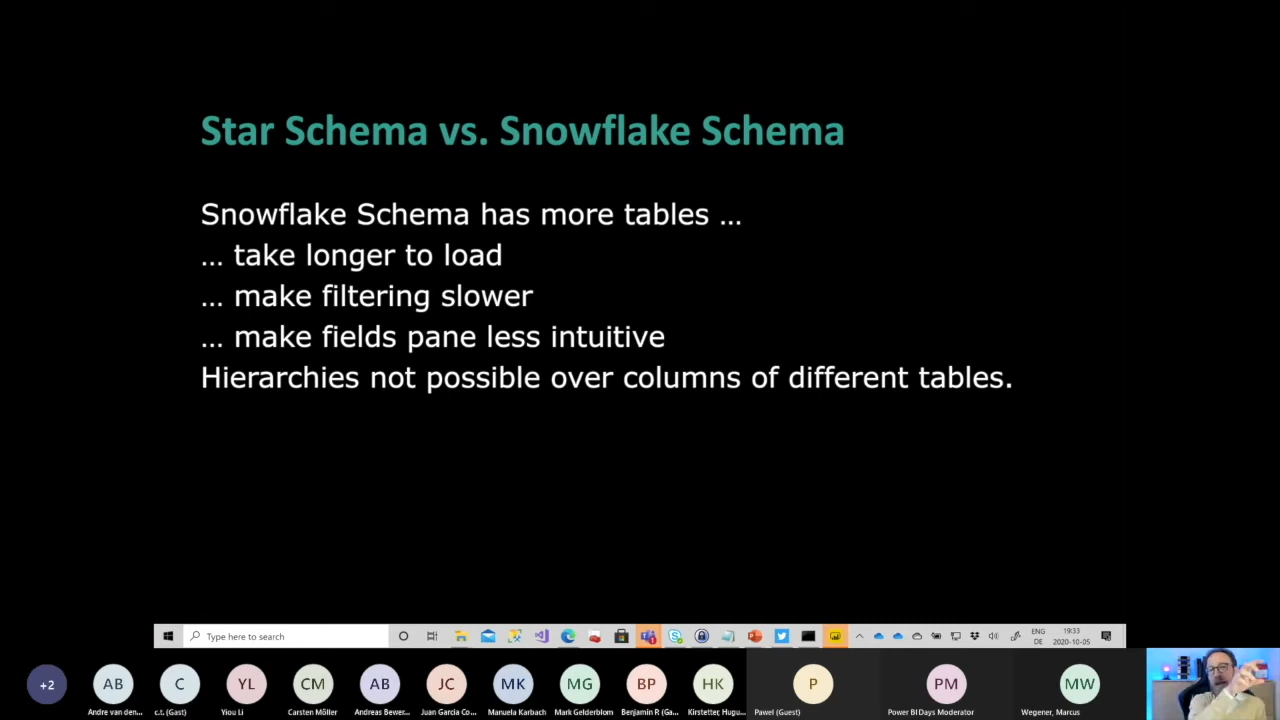 Star Schema vs. Snowflake Schema
Snowflake Schema has more tables …
… take longer to load
… make filtering slower
… make fields pane less intuitive
Hierarchies not possible over columns of different tables.
Type here to search
ENG
DE
19:33
2020-10-05
+2
AB
C
YL
CM
AB
JC
MK
MG
BP
HK
P
PM
MW
Andre van den...
c.t. (Gast)
Yiou Li
Carsten Möller
Andreas Bewer...
Juan Garcia Co...
Manuela Karbach
Mark Gelderblom
Benjamin R (Ga...
Kirstetter, Hugu...
Pawel (Guest)
Power BI Days Moderator
Wegener, Marcus